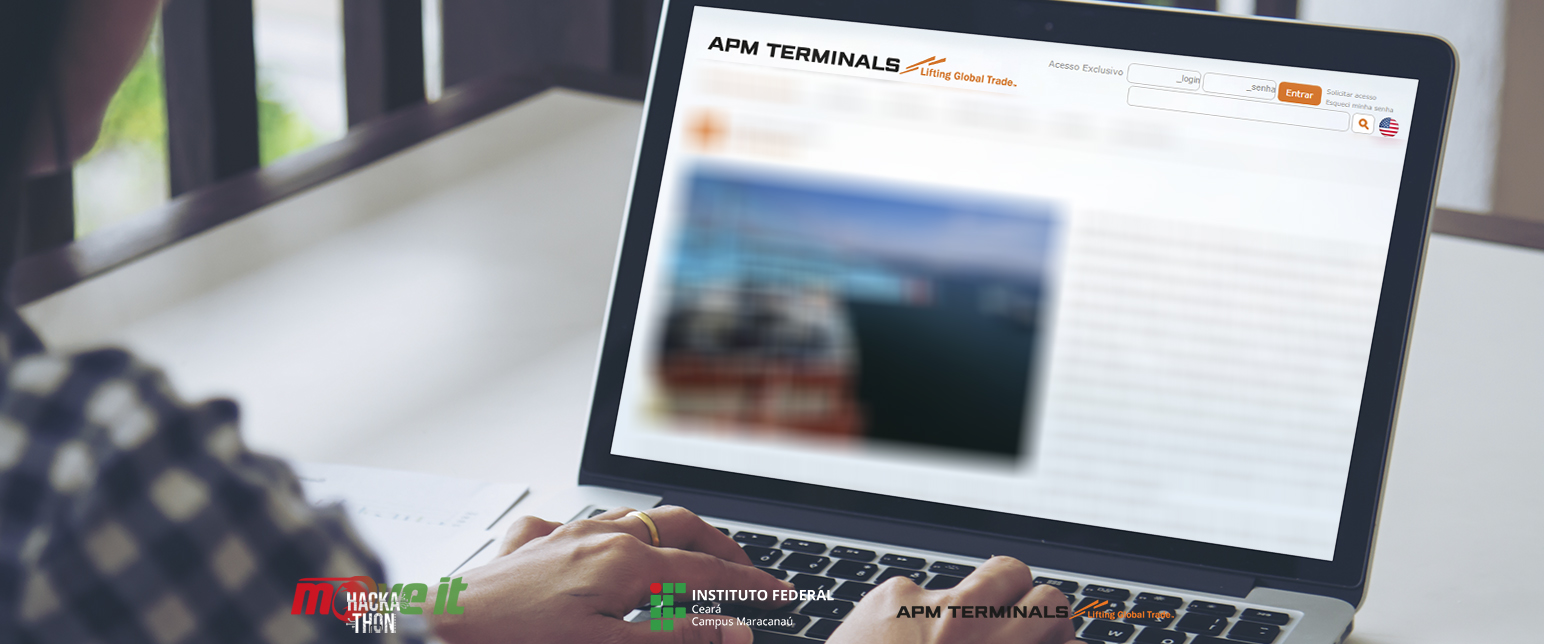 APM TERMINALS
Lifting Global Trade.
Acesso Exclusivo
_login
_senha
Entrar
Solicitar acesso
Esqueci minha senha
move it
HACKA
THON
INSTITUTO FEDERAL
Ceará
Campus Maracanaú
APM TERMINALS
Lifting Global Trade.
W